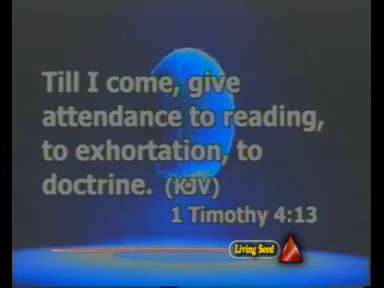 Till I come, give
attendance to reading,
to exhortation, to
doctrine. (KJV)
1 Timothy 4:13
Living Seed